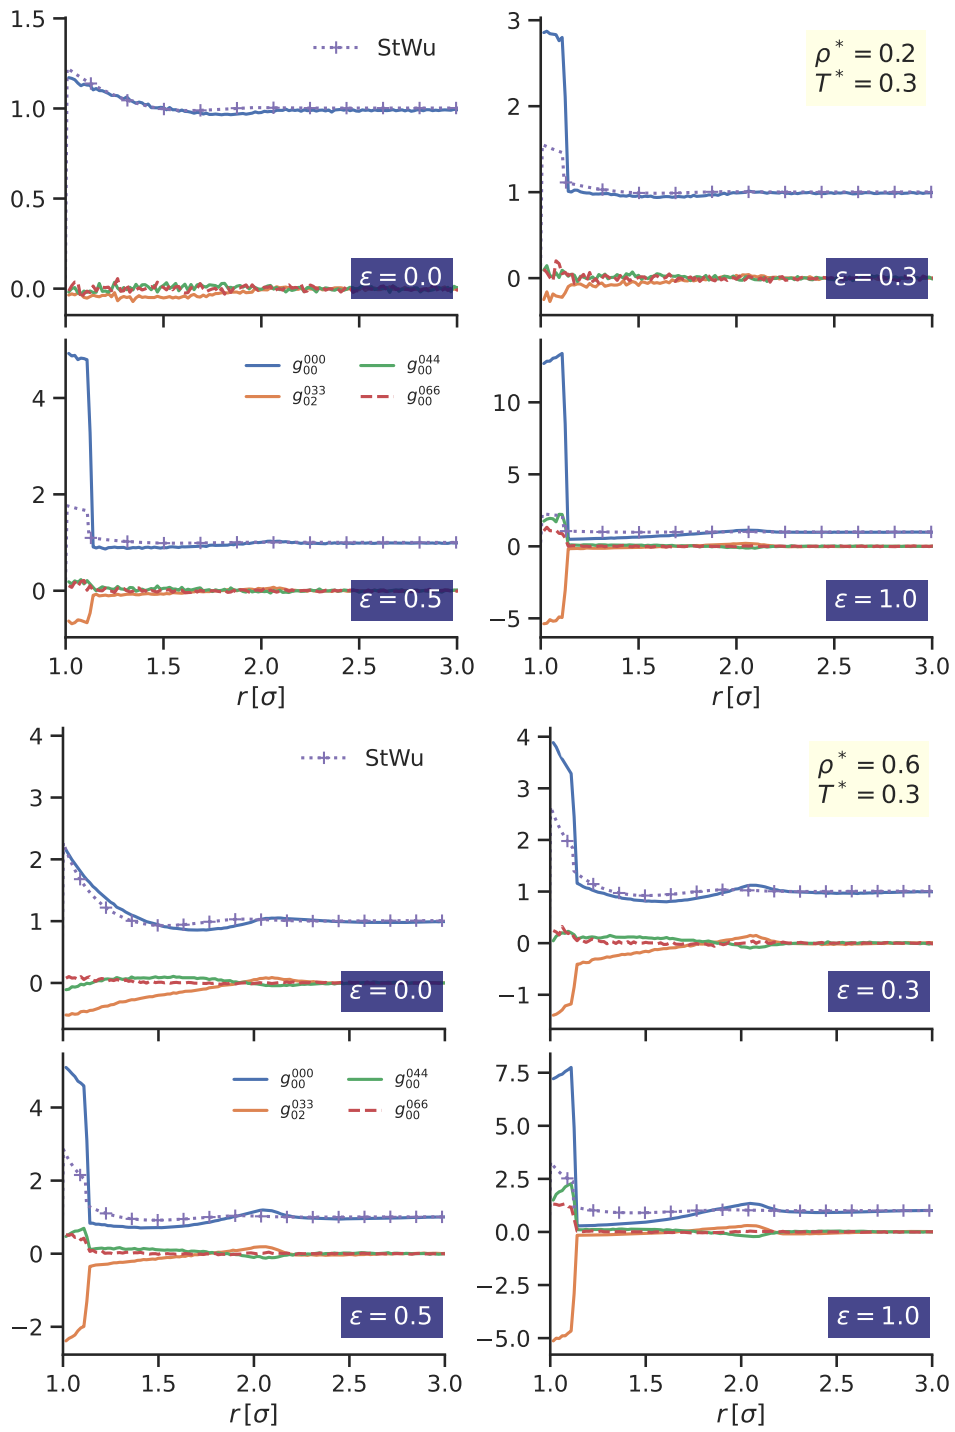 1.5
1.0
0.5
0.0
StWu
ε = 0.0
3
2
1
0
ρ* = 0.2
T* = 0.3
ε = 0.3
4
2
0
g₀₀⁰⁰⁰ g₀₀⁰⁴⁴
g₀₂⁰³³ g₀₀⁰⁶⁶
ε = 0.5
1.0 1.5 2.0 2.5 3.0
r [σ]
10
5
0
−5
ε = 1.0
1.0 1.5 2.0 2.5 3.0
r [σ]
4
3
2
1
0
StWu
ε = 0.0
4
3
2
1
0
−1
ρ* = 0.6
T* = 0.3
ε = 0.3
4
2
0
−2
g₀₀⁰⁰⁰ g₀₀⁰⁴⁴
g₀₂⁰³³ g₀₀⁰⁶⁶
ε = 0.5
1.0 1.5 2.0 2.5 3.0
r [σ]
7.5
5.0
2.5
0.0
−2.5
−5.0
ε = 1.0
1.0 1.5 2.0 2.5 3.0
r [σ]